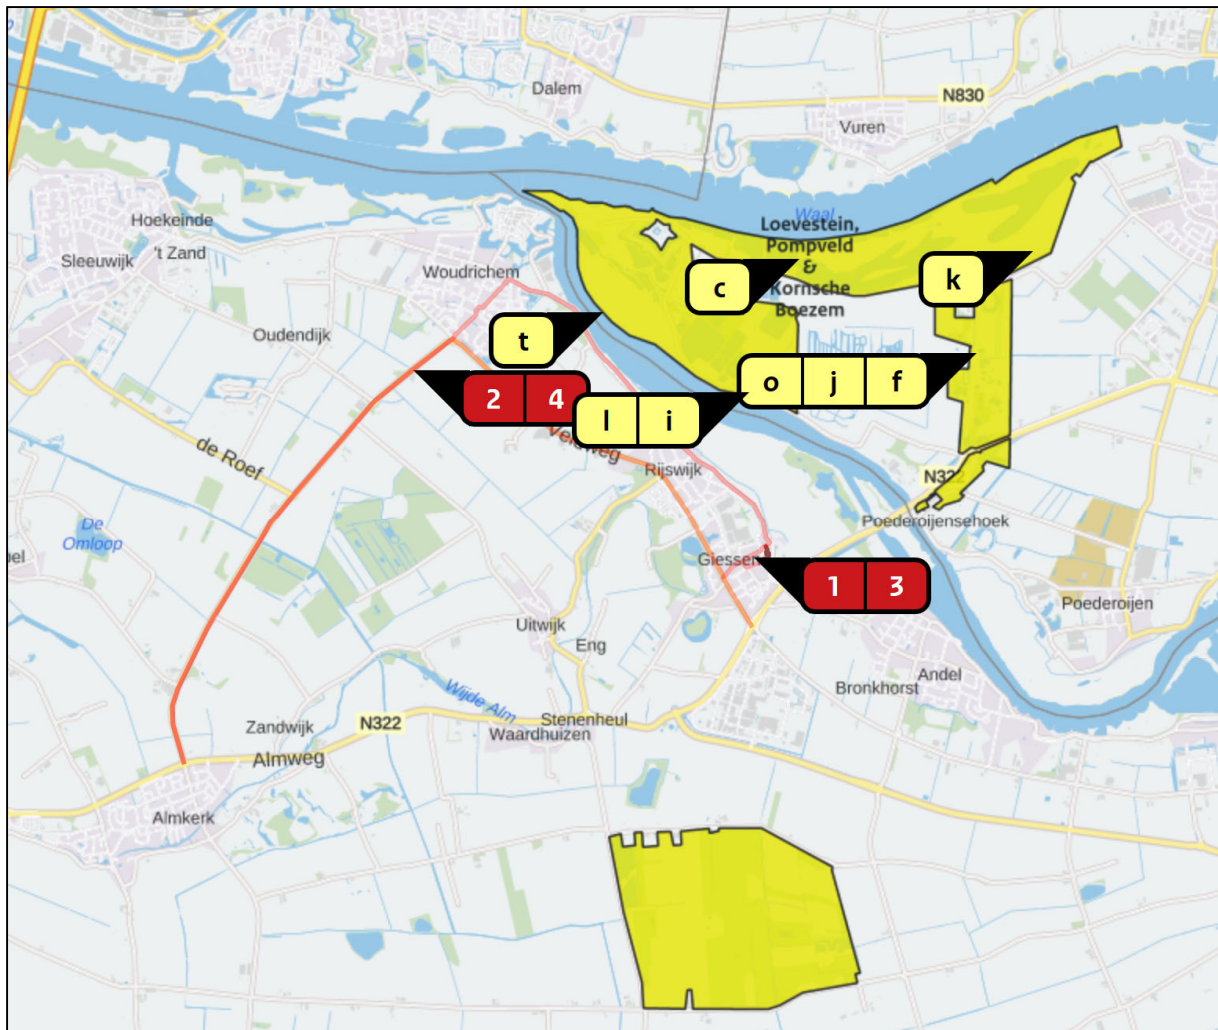 Dalem
N830
Vuren
Hoekeinde
't Zand
Sleeuwijk
Waal
Loevestein,
Pompveld
&
Kornsche
Boezem
Woudrichem
c
k
Oudendijk
t
2 4
o j f
l i
de Roef
Rijswijk
N322
De
Omloop
Poederoijensehoek
Giessen
1 3
Poederoijen
Uitwijk
Eng
Andel
Bronkhorst
Wijde Alm
Zandwijk
N322
Stenenheul
Waardhuizen
Almweg
Almkerk